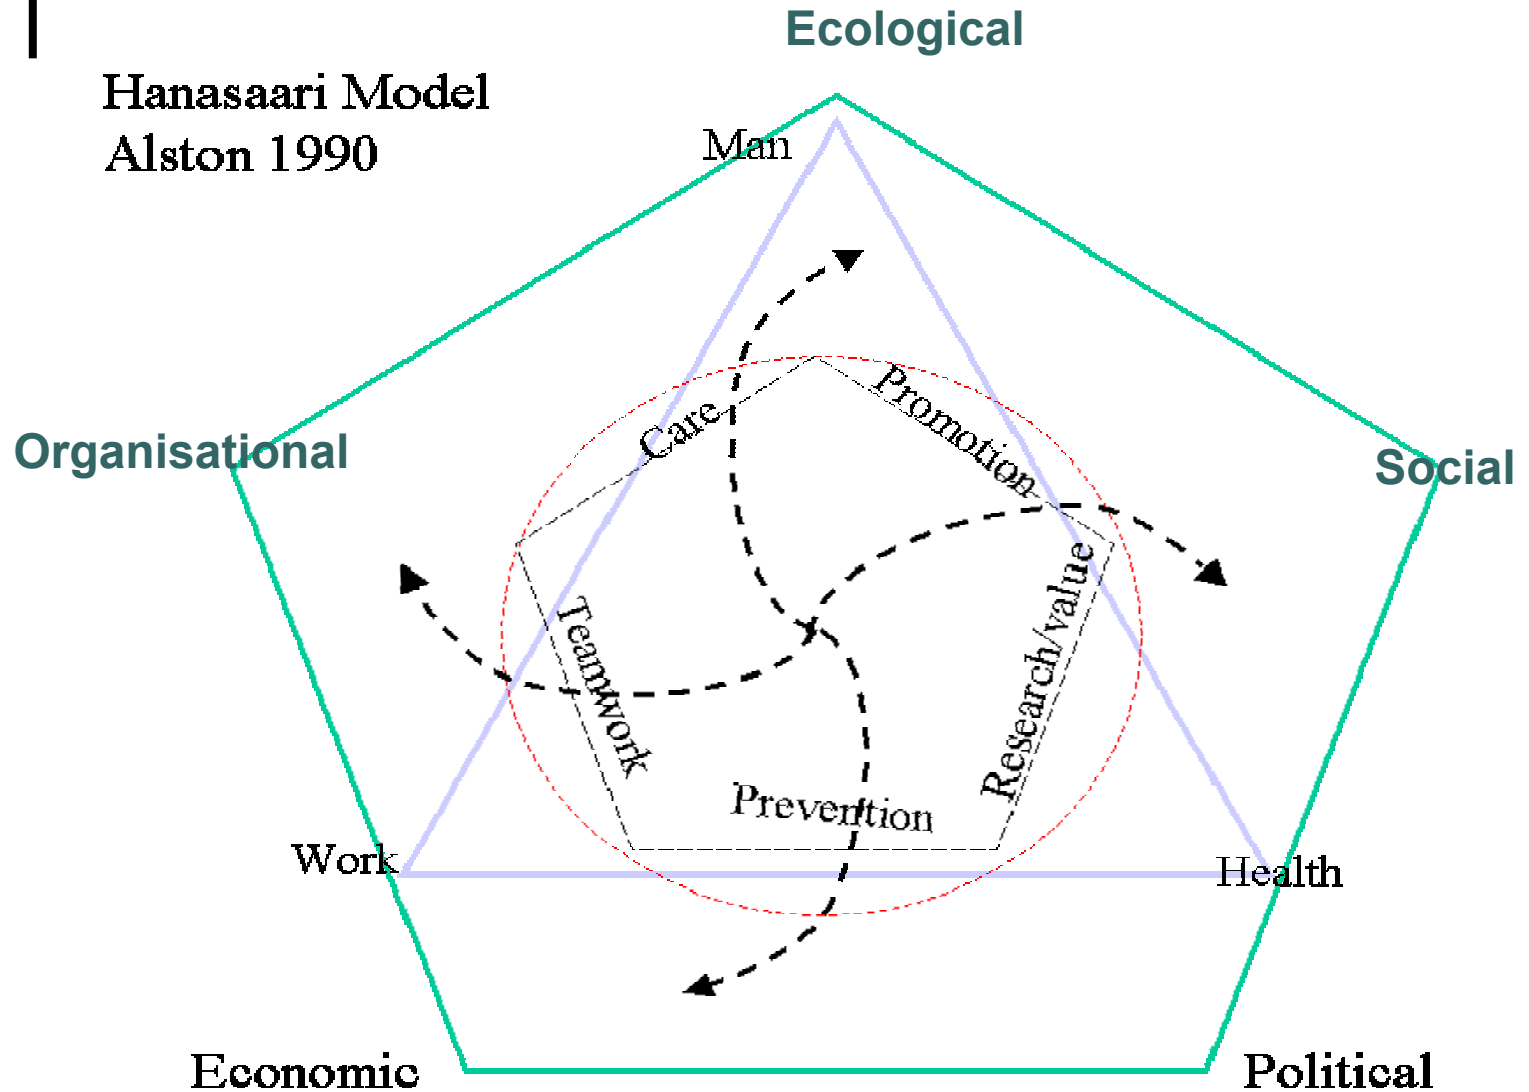 Ecological
Hanasaari Model
Alston 1990
Man
Promotion
Care
Organisational
Social
Teamwork
Research/value
Prevention
Work
Health
Economic
Political